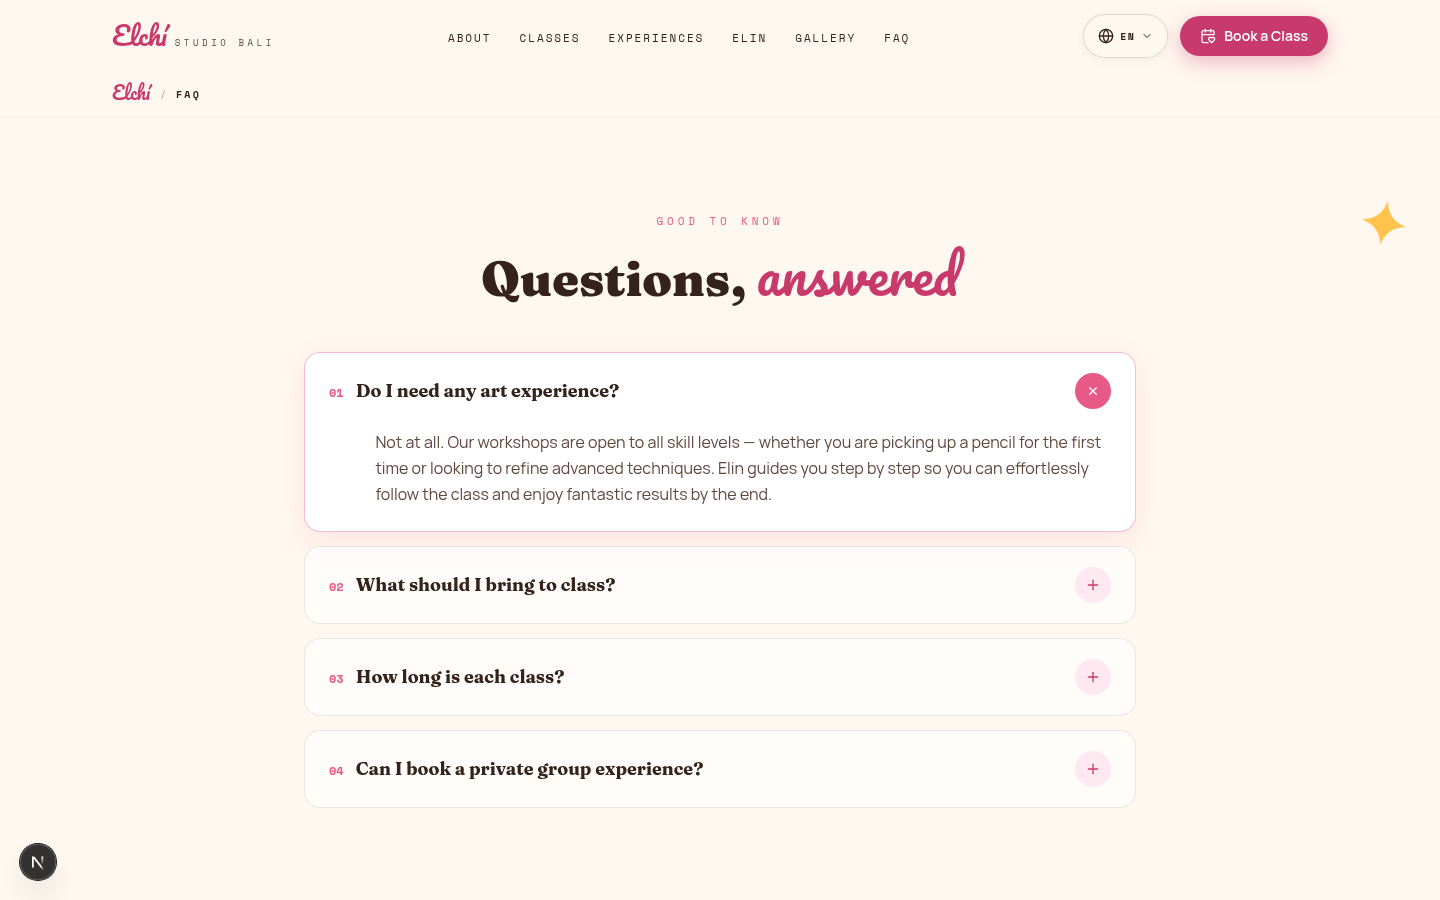 Elchí STUDIO BALI
ABOUT CLASSES EXPERIENCES ELIN GALLERY FAQ
EN
Book a Class
Elchí / FAQ
GOOD TO KNOW
Questions, answered
01 Do I need any art experience?
Not at all. Our workshops are open to all skill levels — whether you are picking up a pencil for the first
time or looking to refine advanced techniques. Elin guides you step by step so you can effortlessly
follow the class and enjoy fantastic results by the end.
02 What should I bring to class?
03 How long is each class?
04 Can I book a private group experience?
N